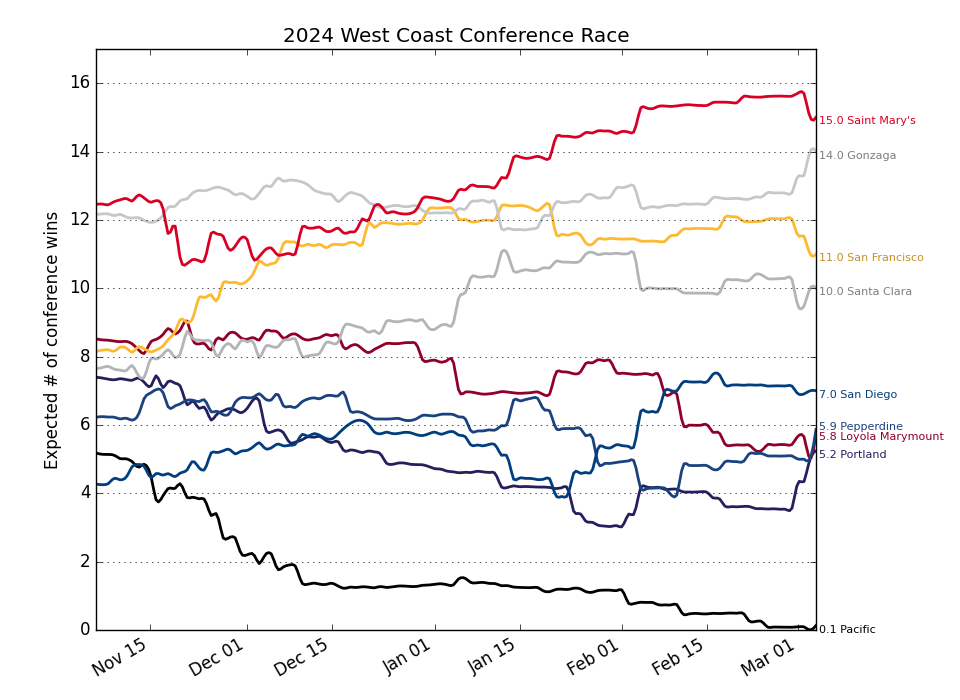 2024 West Coast Conference Race
Expected # of conference wins
16
14
12
10
8
6
4
2
0
15.0 Saint Mary's
14.0 Gonzaga
11.0 San Francisco
10.0 Santa Clara
7.0 San Diego
5.9 Pepperdine
5.8 Loyola Marymount
5.2 Portland
0.1 Pacific
Nov 15
Dec 01
Dec 15
Jan 01
Jan 15
Feb 01
Feb 15
Mar 01